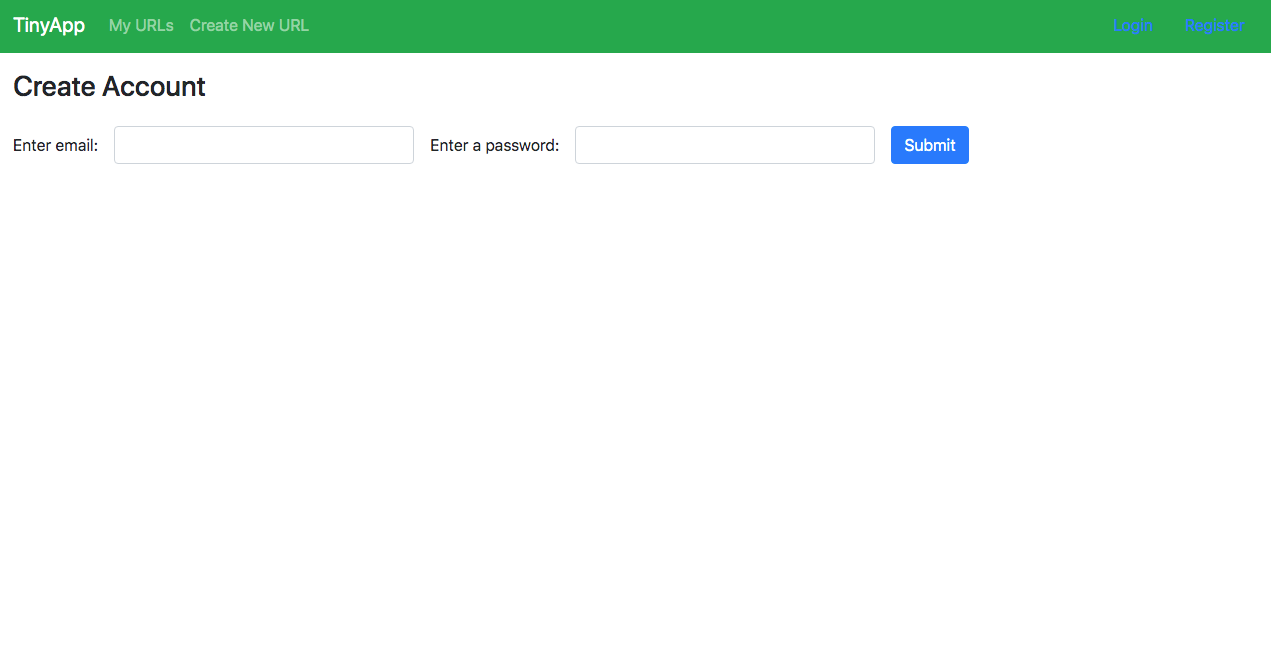 TinyApp My URLs Create New URL Login Register
Create Account
Enter email: Enter a password: Submit